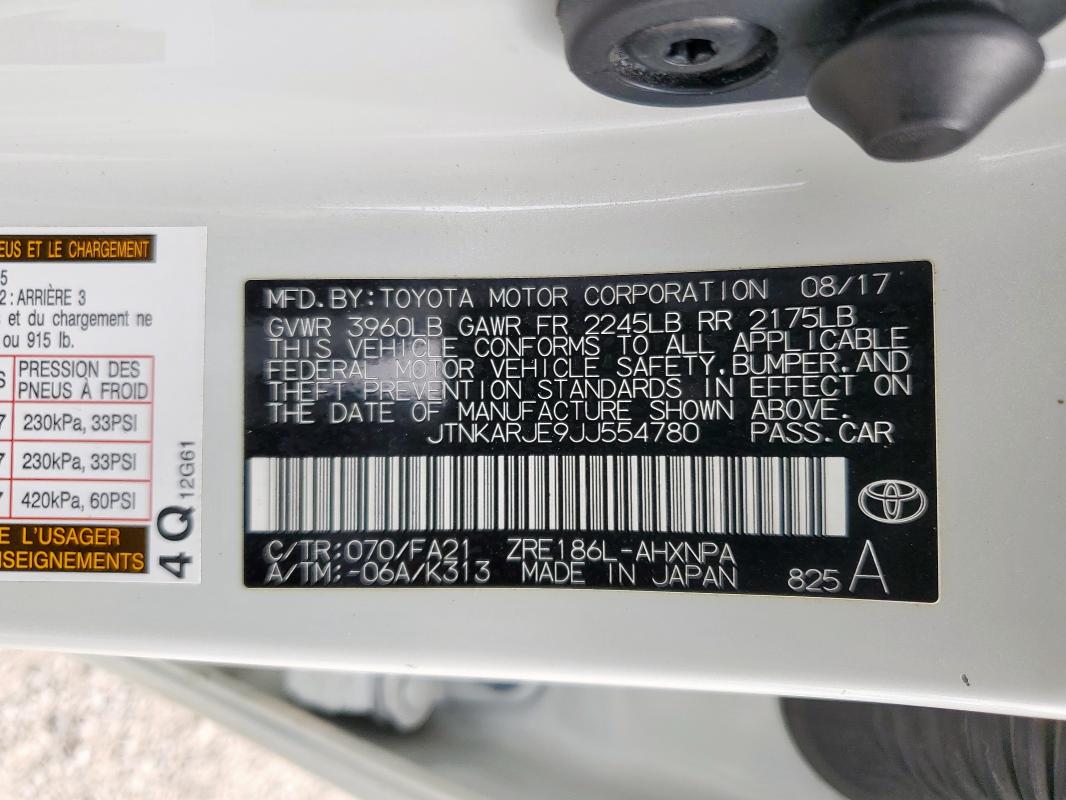 EUS ET LE CHARGEMENT
5
2 : ARRIÈRE 3
s et du chargement ne
ou 915 lb.
S PRESSION DES
PNEUS À FROID
7 230kPa, 33PSI
7 230kPa, 33PSI
7 420kPa, 60PSI
E L'USAGER
NSEIGNEMENTS
4Q 12G61
MFD.BY:TOYOTA MOTOR CORPORATION 08/17
GVWR 3960LB GAWR FR 2245LB RR 2175LB
THIS VEHICLE CONFORMS TO ALL APPLICABLE
FEDERAL MOTOR VEHICLE SAFETY,BUMPER,AND
THEFT PREVENTION STANDARDS IN EFFECT ON
THE DATE OF MANUFACTURE SHOWN ABOVE.
JTNKARJE9JJ554780 PASS.CAR
C/TR:070/FA21 ZRE186L-AHXNPA
A/TM:-06A/K313 MADE IN JAPAN 825 A